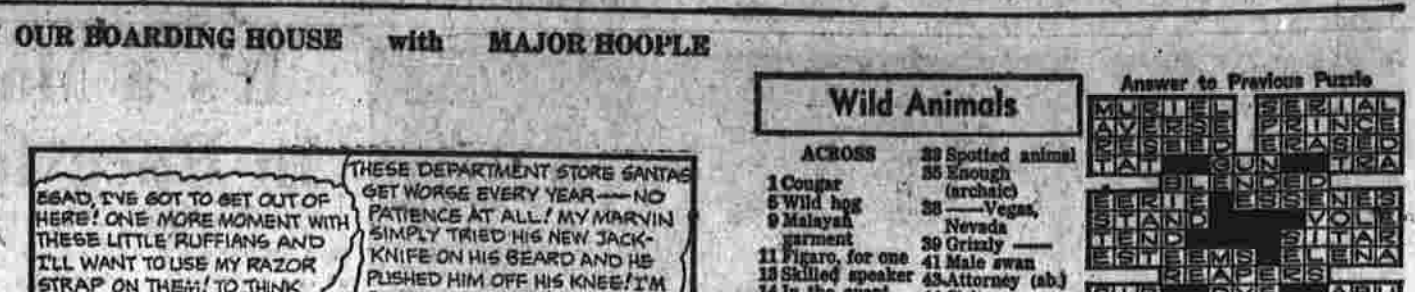 OUR BOARDING HOUSE with MAJOR HOOPLE
EGAD, I'VE GOT TO GET OUT OF
HERE! ONE MORE MOMENT WITH
THESE LITTLE RUFFIANS AND
I'LL WANT TO USE MY RAZOR
STRAP ON THEM! TO THINK
THESE DEPARTMENT STORE SANTAS
GET WORSE EVERY YEAR—NO
PATIENCE AT ALL! MY MARVIN
SIMPLY TRIED HIS NEW JACK-
KNIFE ON HIS BEARD AND HE
PUSHED HIM OFF HIS KNEE! I'M
Wild Animals
ACROSS
1 Cougar
5 Wild hog
9 Malayan
garment
11 Figaro, for one
13 Skilled speaker
14 In the
33 Spotted animal
35 Enough
(archaic)
38 ——Vegas,
Nevada
39 Grizzly ——
41 Male swan
43 Attorney (ab.)
Answer to Previous Puzzle
MURIEL SERIAL
AVERSE PRINCE
RESEED ERASED
TAT GUN TRA
BLENDED
EERIE ESSENES
STAND VOLE
TEND SITAR
ESTEEMS ELENA
REAPERS